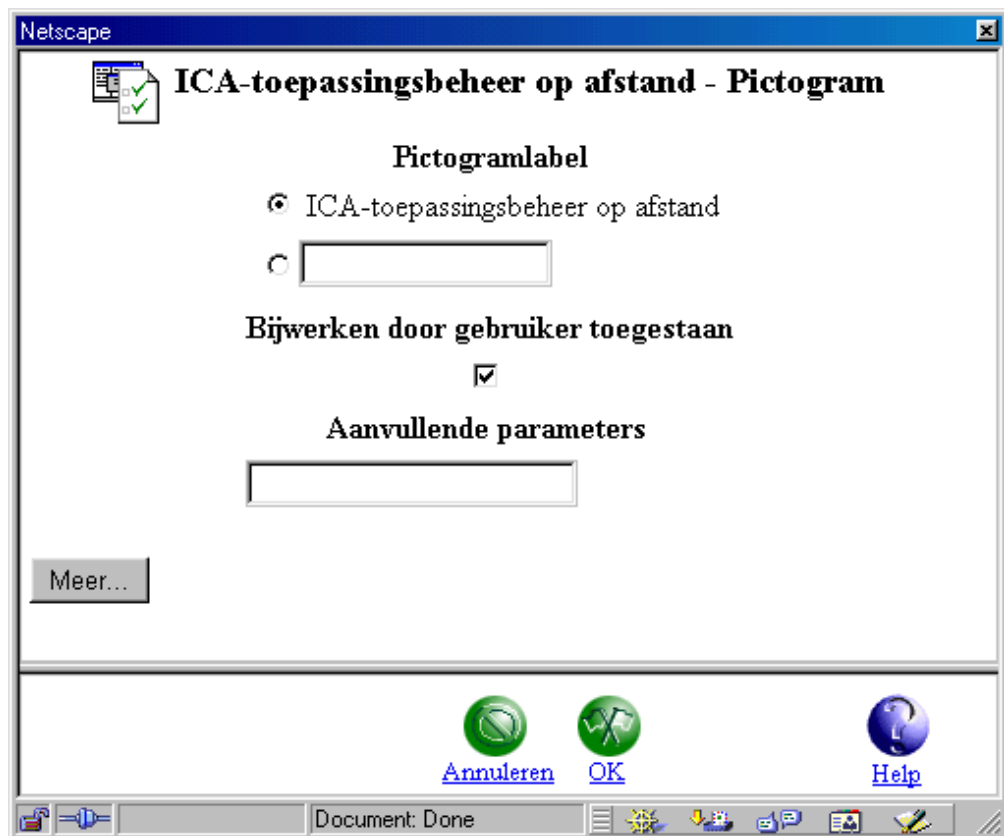 Netscape
ICA-toepassingsbeheer op afstand - Pictogram
Pictogramlabel
ICA-toepassingsbeheer op afstand
Bijwerken door gebruiker toegestaan
Aanvullende parameters
Meer...
Annuleren OK Help
Document: Done